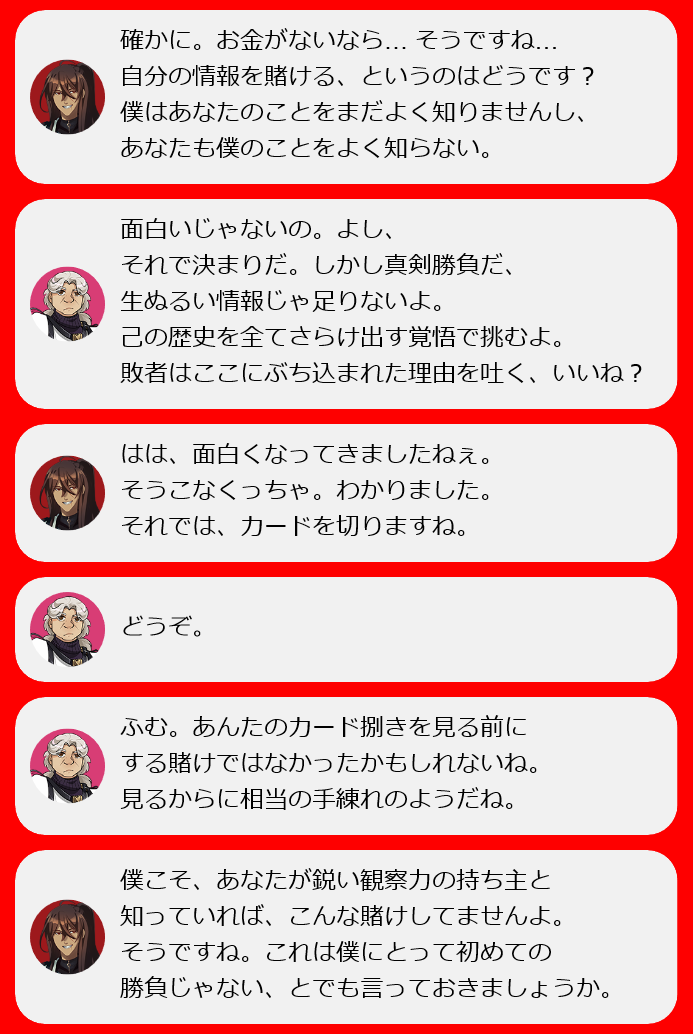 確かに。お金がないなら… そうですね…
自分の情報を賭ける、というのはどうです？
僕はあなたのことをまだよく知りませんし、
あなたも僕のことをよく知らない。
面白いじゃないの。よし、
それで決まりだ。しかし真剣勝負だ、
生ぬるい情報じゃ足りないよ。
己の歴史を全てさらけ出す覚悟で挑むよ。
敗者はここにぶち込まれた理由を吐く、いいね？
はは、面白くなってきましたねぇ。
そうこなくっちゃ。わかりました。
それでは、カードを切りますね。
どうぞ。
ふむ。あんたのカード捌きを見る前に
する賭けではなかったかもしれないね。
見るからに相当の手練れのようだね。
僕こそ、あなたが鋭い観察力の持ち主と
知っていれば、こんな賭けしてませんよ。
そうですね。これは僕にとって初めての
勝負じゃない、とでも言っておきましょうか。